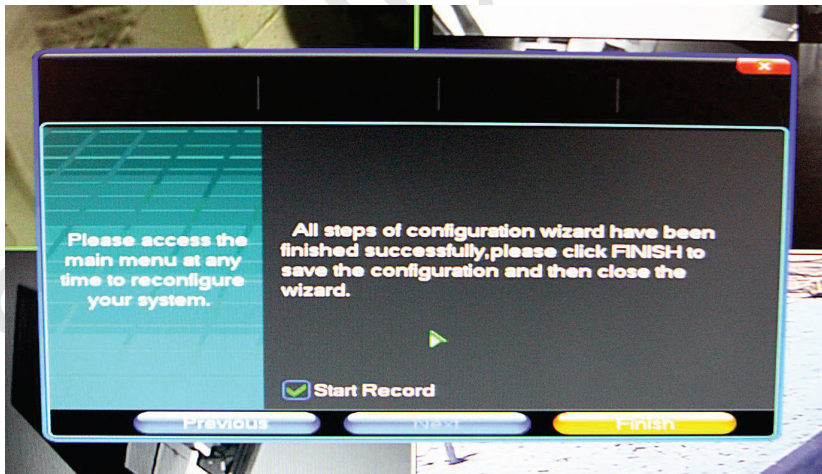 Please access the
main menu at any
time to reconfigure
your system.
All steps of configuration wizard have been
finished successfully,please click FINISH to
save the configuration and then close the
wizard.
Start Record
Previous
Next
Finish